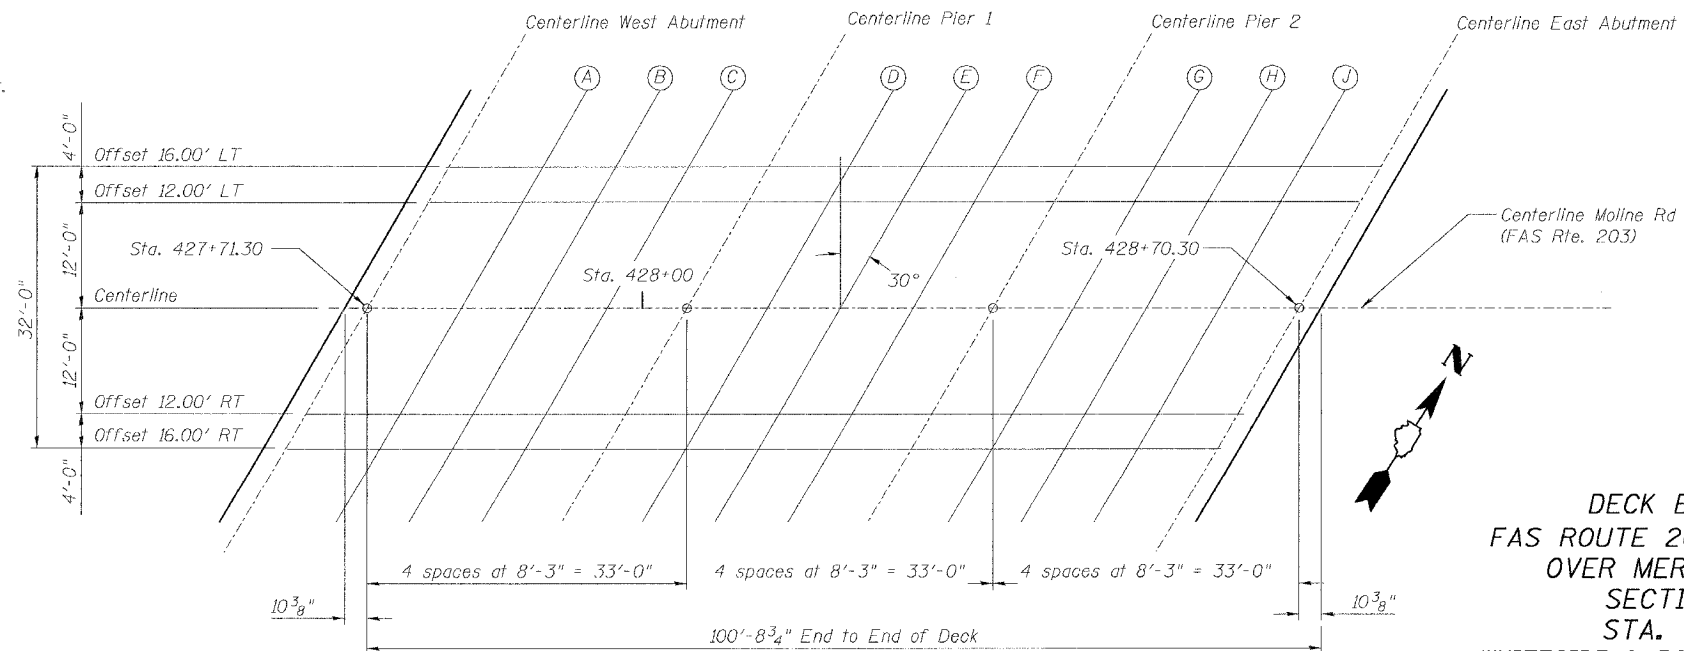 Centerline West Abutment
Centerline Pier 1
Centerline Pier 2
Centerline East Abutment
A
B
C
D
E
F
G
H
J
4'-0"
Offset 16.00' LT
Offset 12.00' LT
12'-0"
32'-0"
Sta. 427+71.30
Sta. 428+00
30°
Sta. 428+70.30
Centerline Moline Rd
(FAS Rte. 203)
Centerline
12'-0"
Offset 12.00' RT
Offset 16.00' RT
4'-0"
N
4 spaces at 8'-3" = 33'-0"
4 spaces at 8'-3" = 33'-0"
4 spaces at 8'-3" = 33'-0"
10 3/8"
10 3/8"
100'-8 3/4" End to End of Deck
DECK E
FAS ROUTE 20
OVER MER
SECTI
STA.